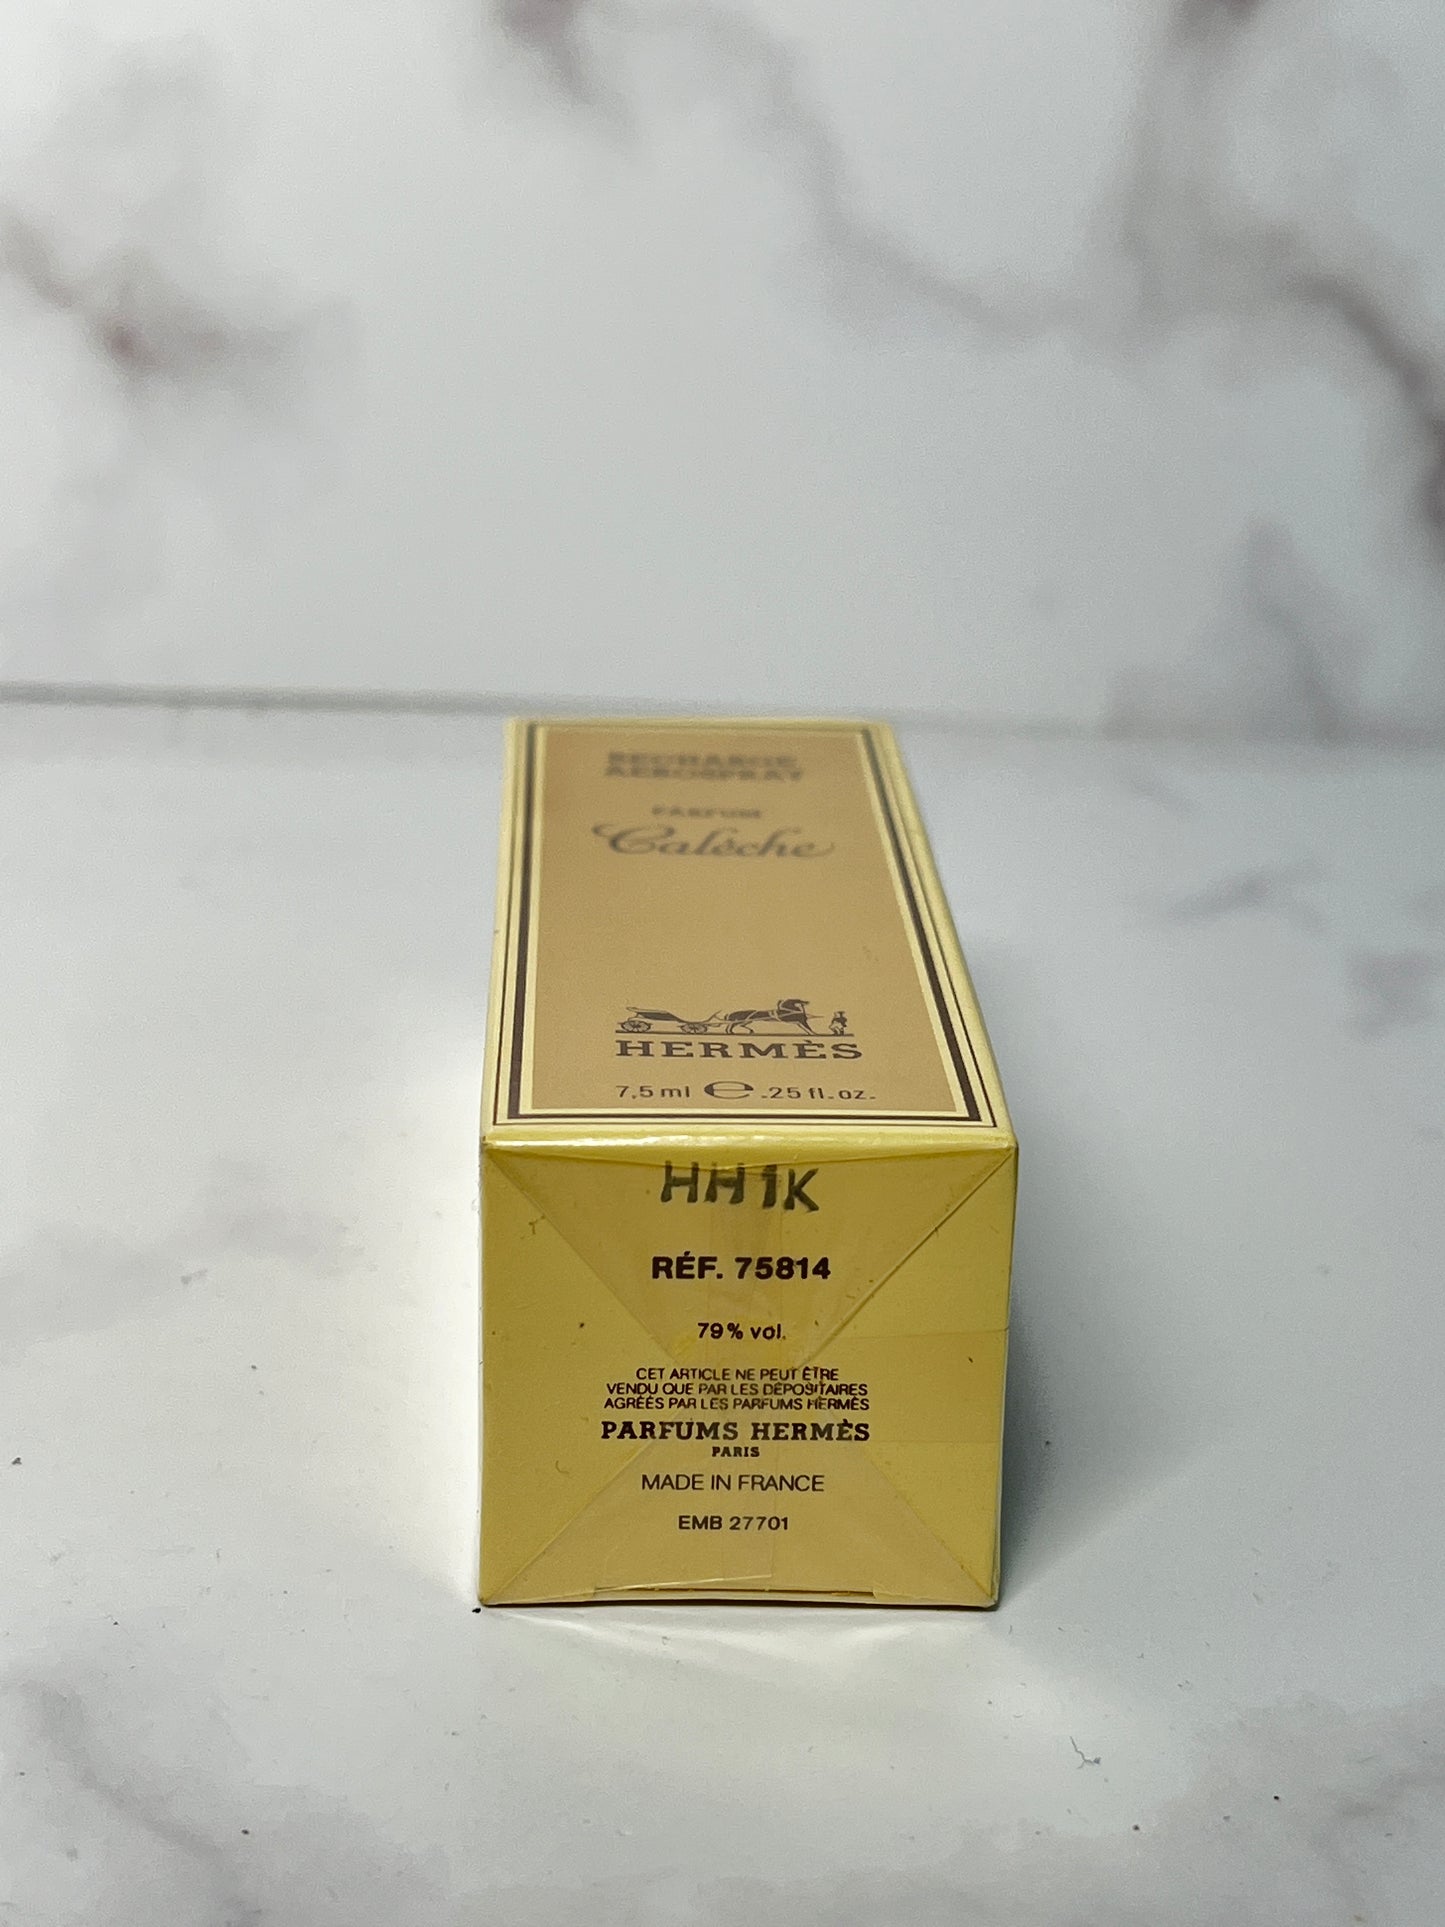 RECHARGE
AEROSPRAY
PARFUM
Calèche
HERMÈS
7,5 ml e .25 fl.oz.
HH1K
RÉF. 75814
79% vol.
CET ARTICLE NE PEUT ÊTRE
VENDU QUE PAR LES DÉPOSITAIRES
AGRÉÉS PAR LES PARFUMS HERMÈS
PARFUMS HERMÈS
PARIS
MADE IN FRANCE
EMB 27701